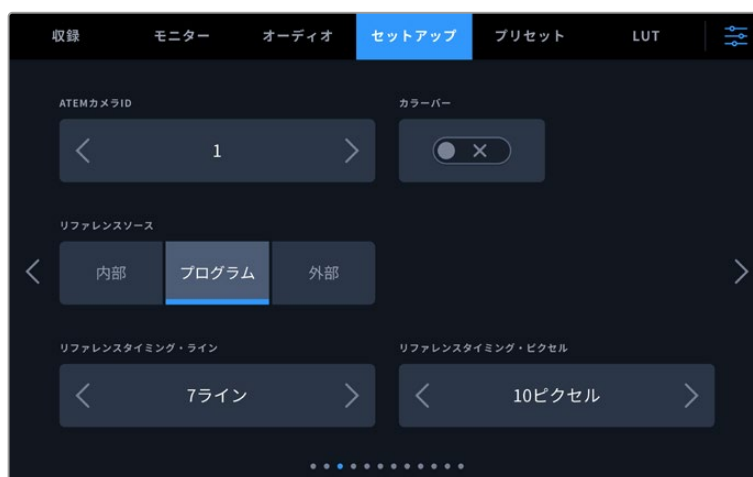 収録 モニター オーディオ セットアップ プリセット LUT
ATEMカメラID カラーバー
1
リファレンスソース
内部 プログラム 外部
リファレンスタイミング・ライン リファレンスタイミング・ピクセル
7ライン 10ピクセル